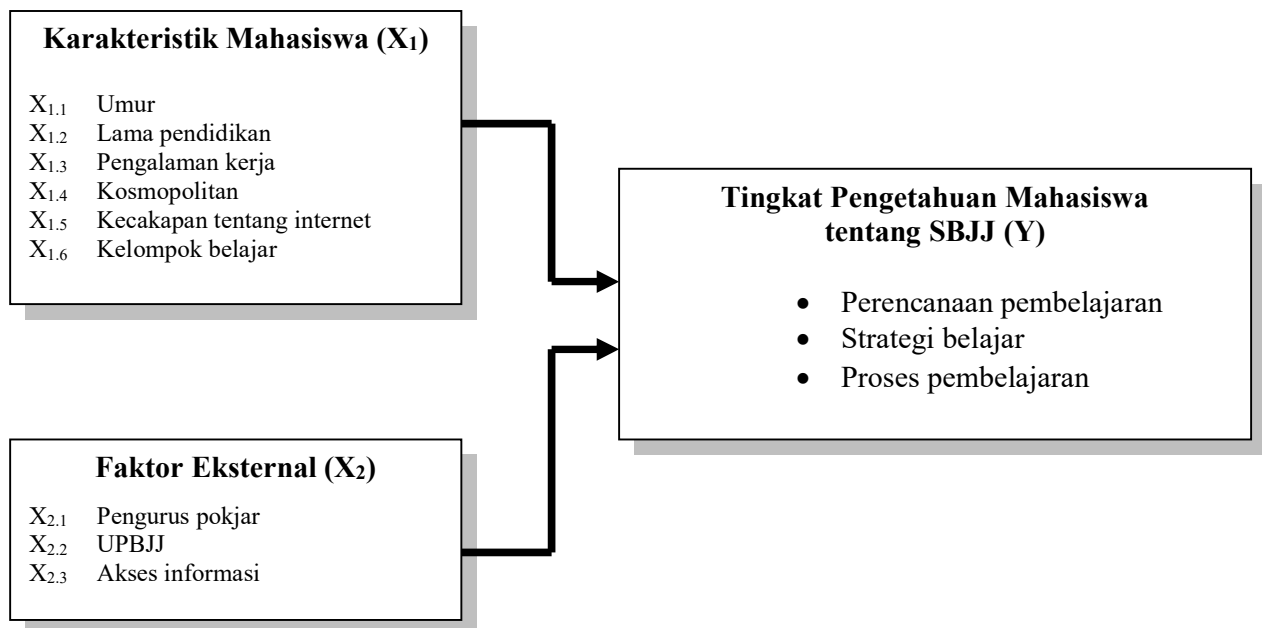 Karakteristik Mahasiswa (X1)
X1.1 Umur
X1.2 Lama pendidikan
X1.3 Pengalaman kerja
X1.4 Kosmopolitan
X1.5 Kecakapan tentang internet
X1.6 Kelompok belajar
Tingkat Pengetahuan Mahasiswa
tentang SBJJ (Y)
• Perencanaan pembelajaran
• Strategi belajar
• Proses pembelajaran
Faktor Eksternal (X2)
X2.1 Pengurus pokjar
X2.2 UPBJJ
X2.3 Akses informasi